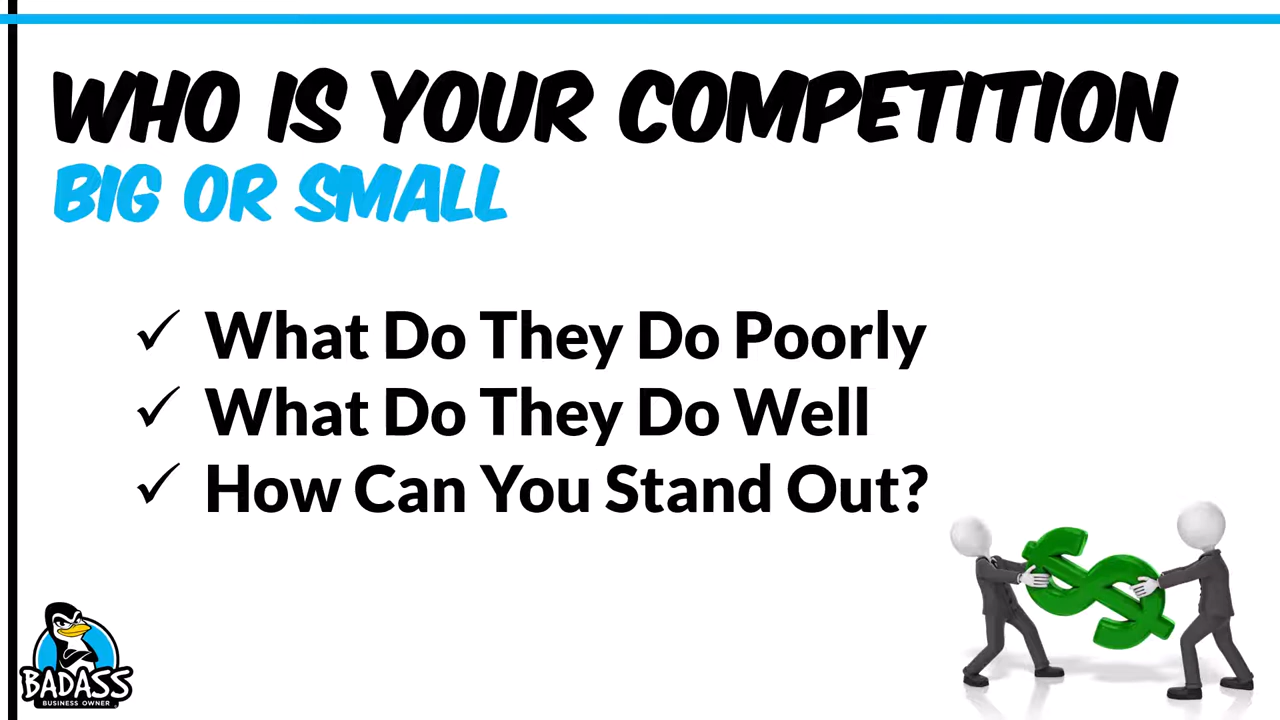 WHO IS YOUR COMPETITION
BIG OR SMALL
What Do They Do Poorly
What Do They Do Well
How Can You Stand Out?
BADASS
BUSINESS OWNER